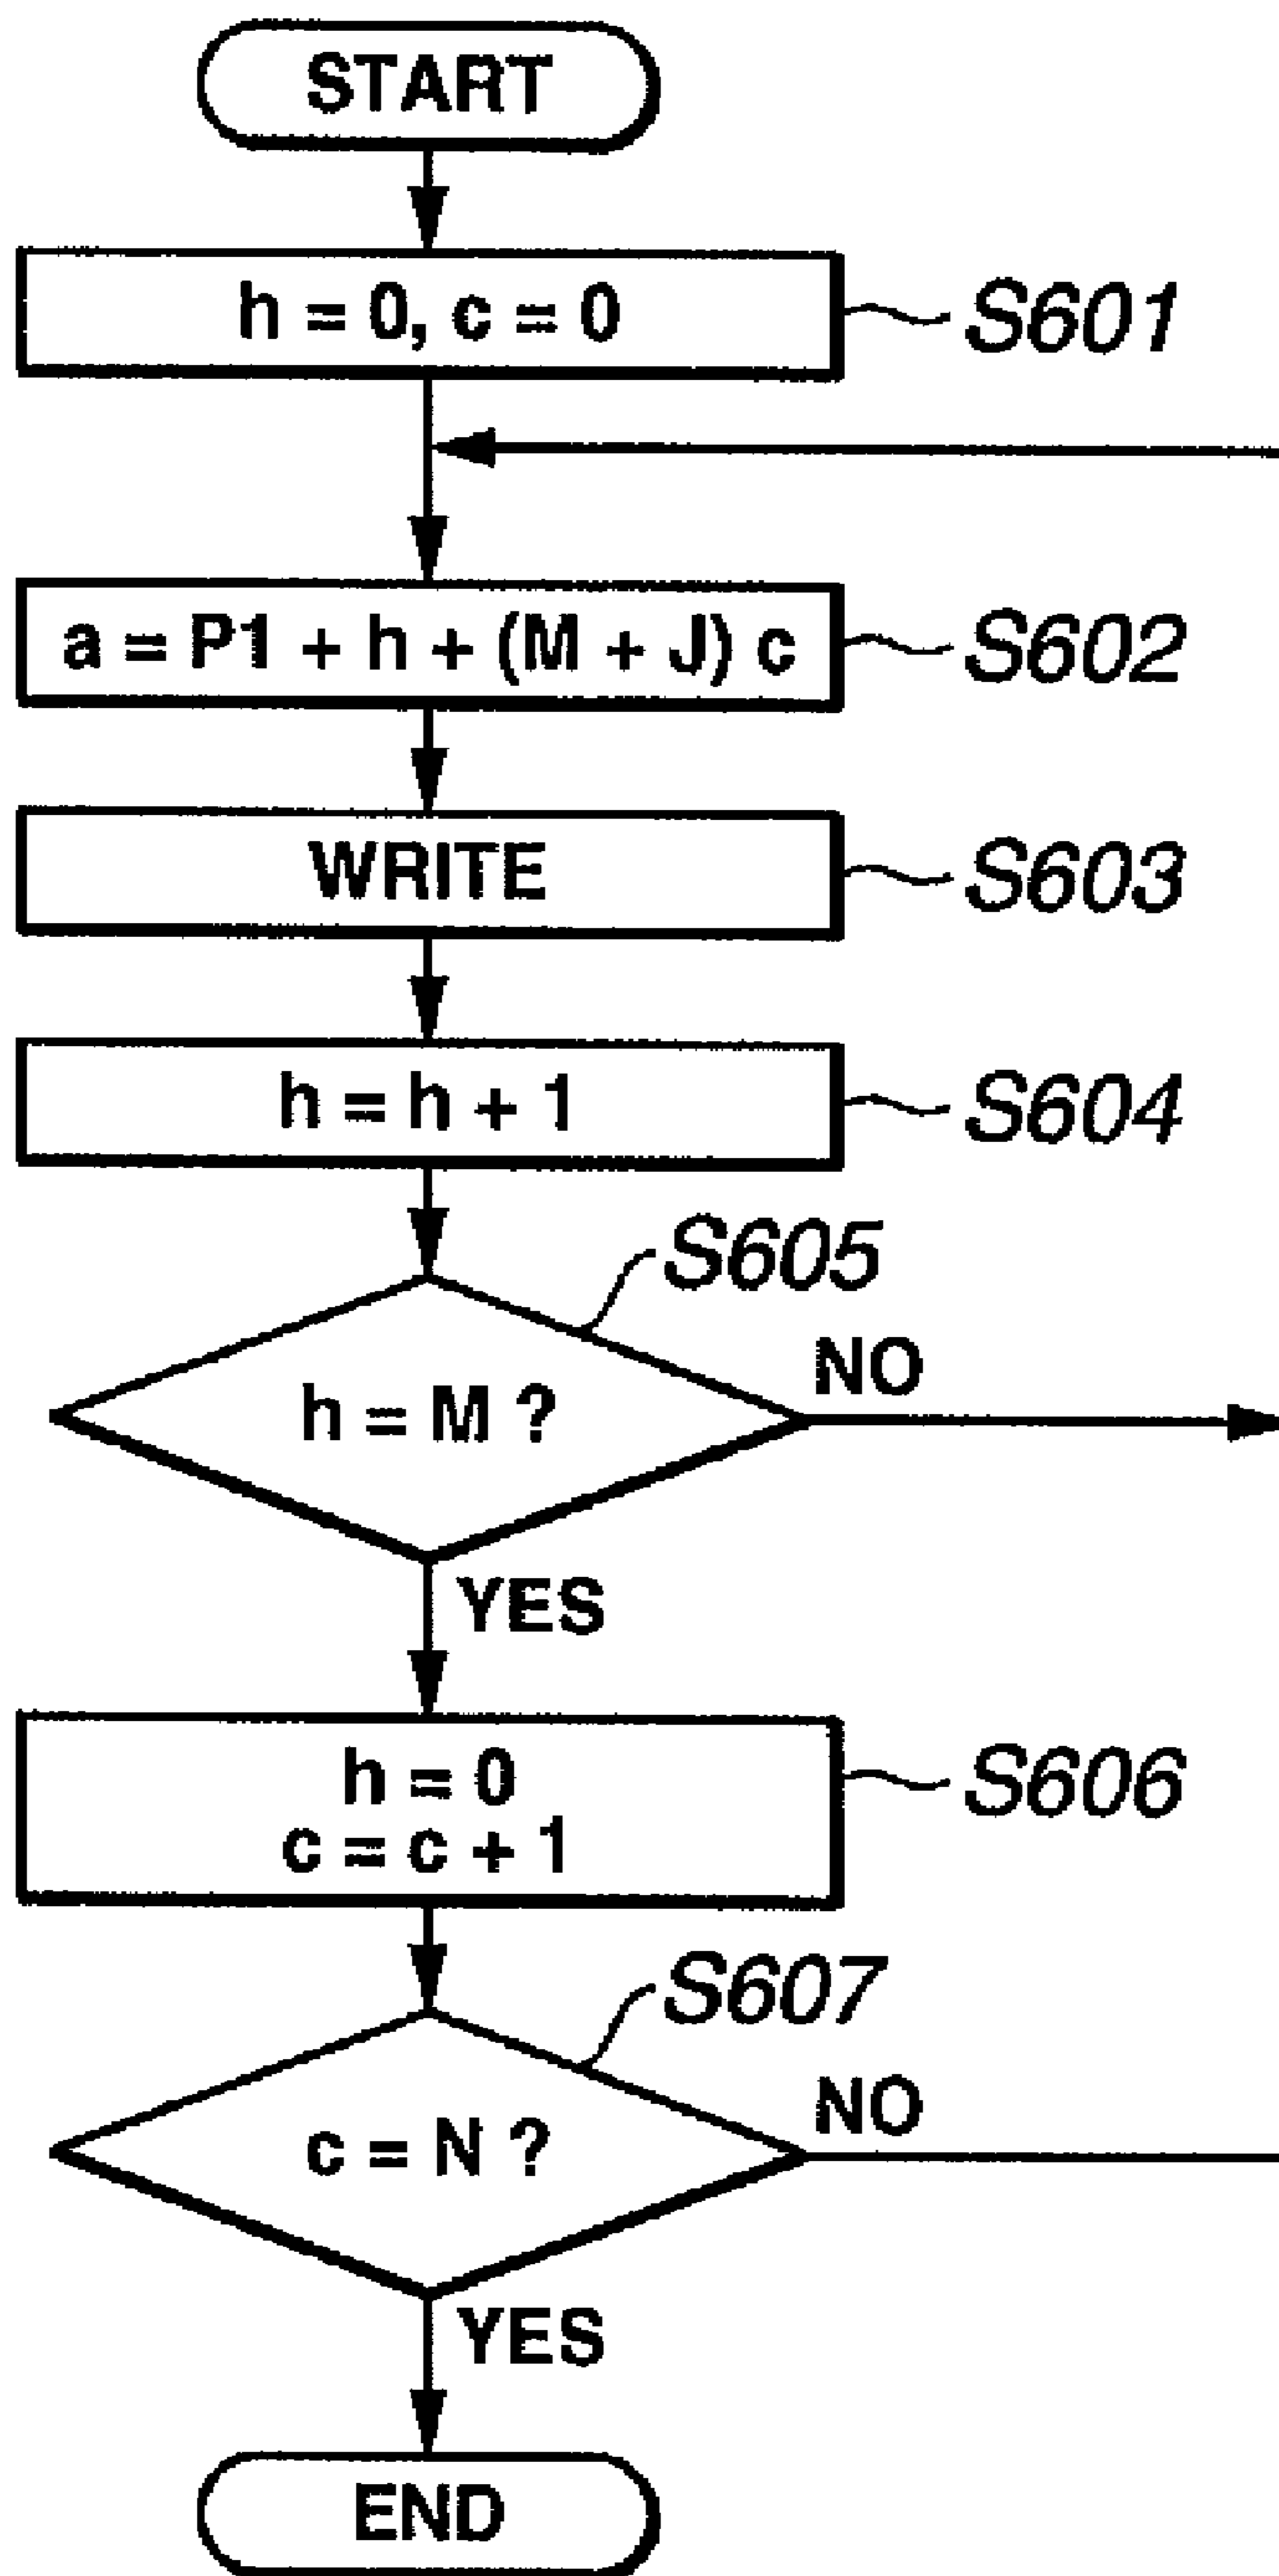 START
h = 0, c = 0
S601
a = P1 + h + (M + J) c
S602
WRITE
S603
h = h + 1
S604
S605
h = M ?
NO
YES
h = 0
c = c + 1
S606
S607
c = N ?
NO
YES
END